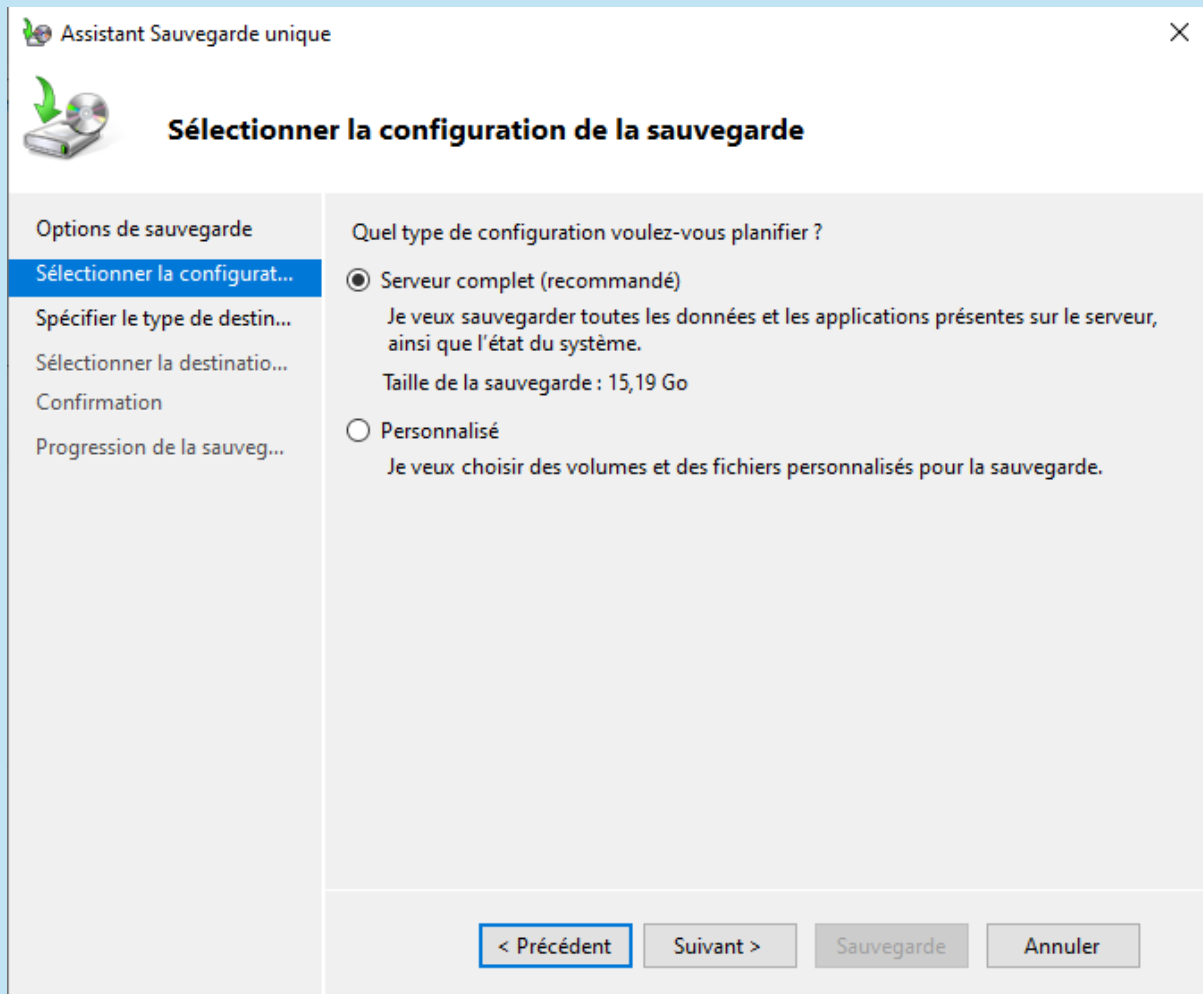 Assistant Sauvegarde unique
Sélectionner la configuration de la sauvegarde
Options de sauvegarde
Sélectionner la configurat...
Spécifier le type de destin...
Sélectionner la destinatio...
Confirmation
Progression de la sauveg...
Quel type de configuration voulez-vous planifier ?
Serveur complet (recommandé)
Je veux sauvegarder toutes les données et les applications présentes sur le serveur,
ainsi que l’état du système.
Taille de la sauvegarde : 15,19 Go
Personnalisé
Je veux choisir des volumes et des fichiers personnalisés pour la sauvegarde.
< Précédent
Suivant >
Sauvegarde
Annuler